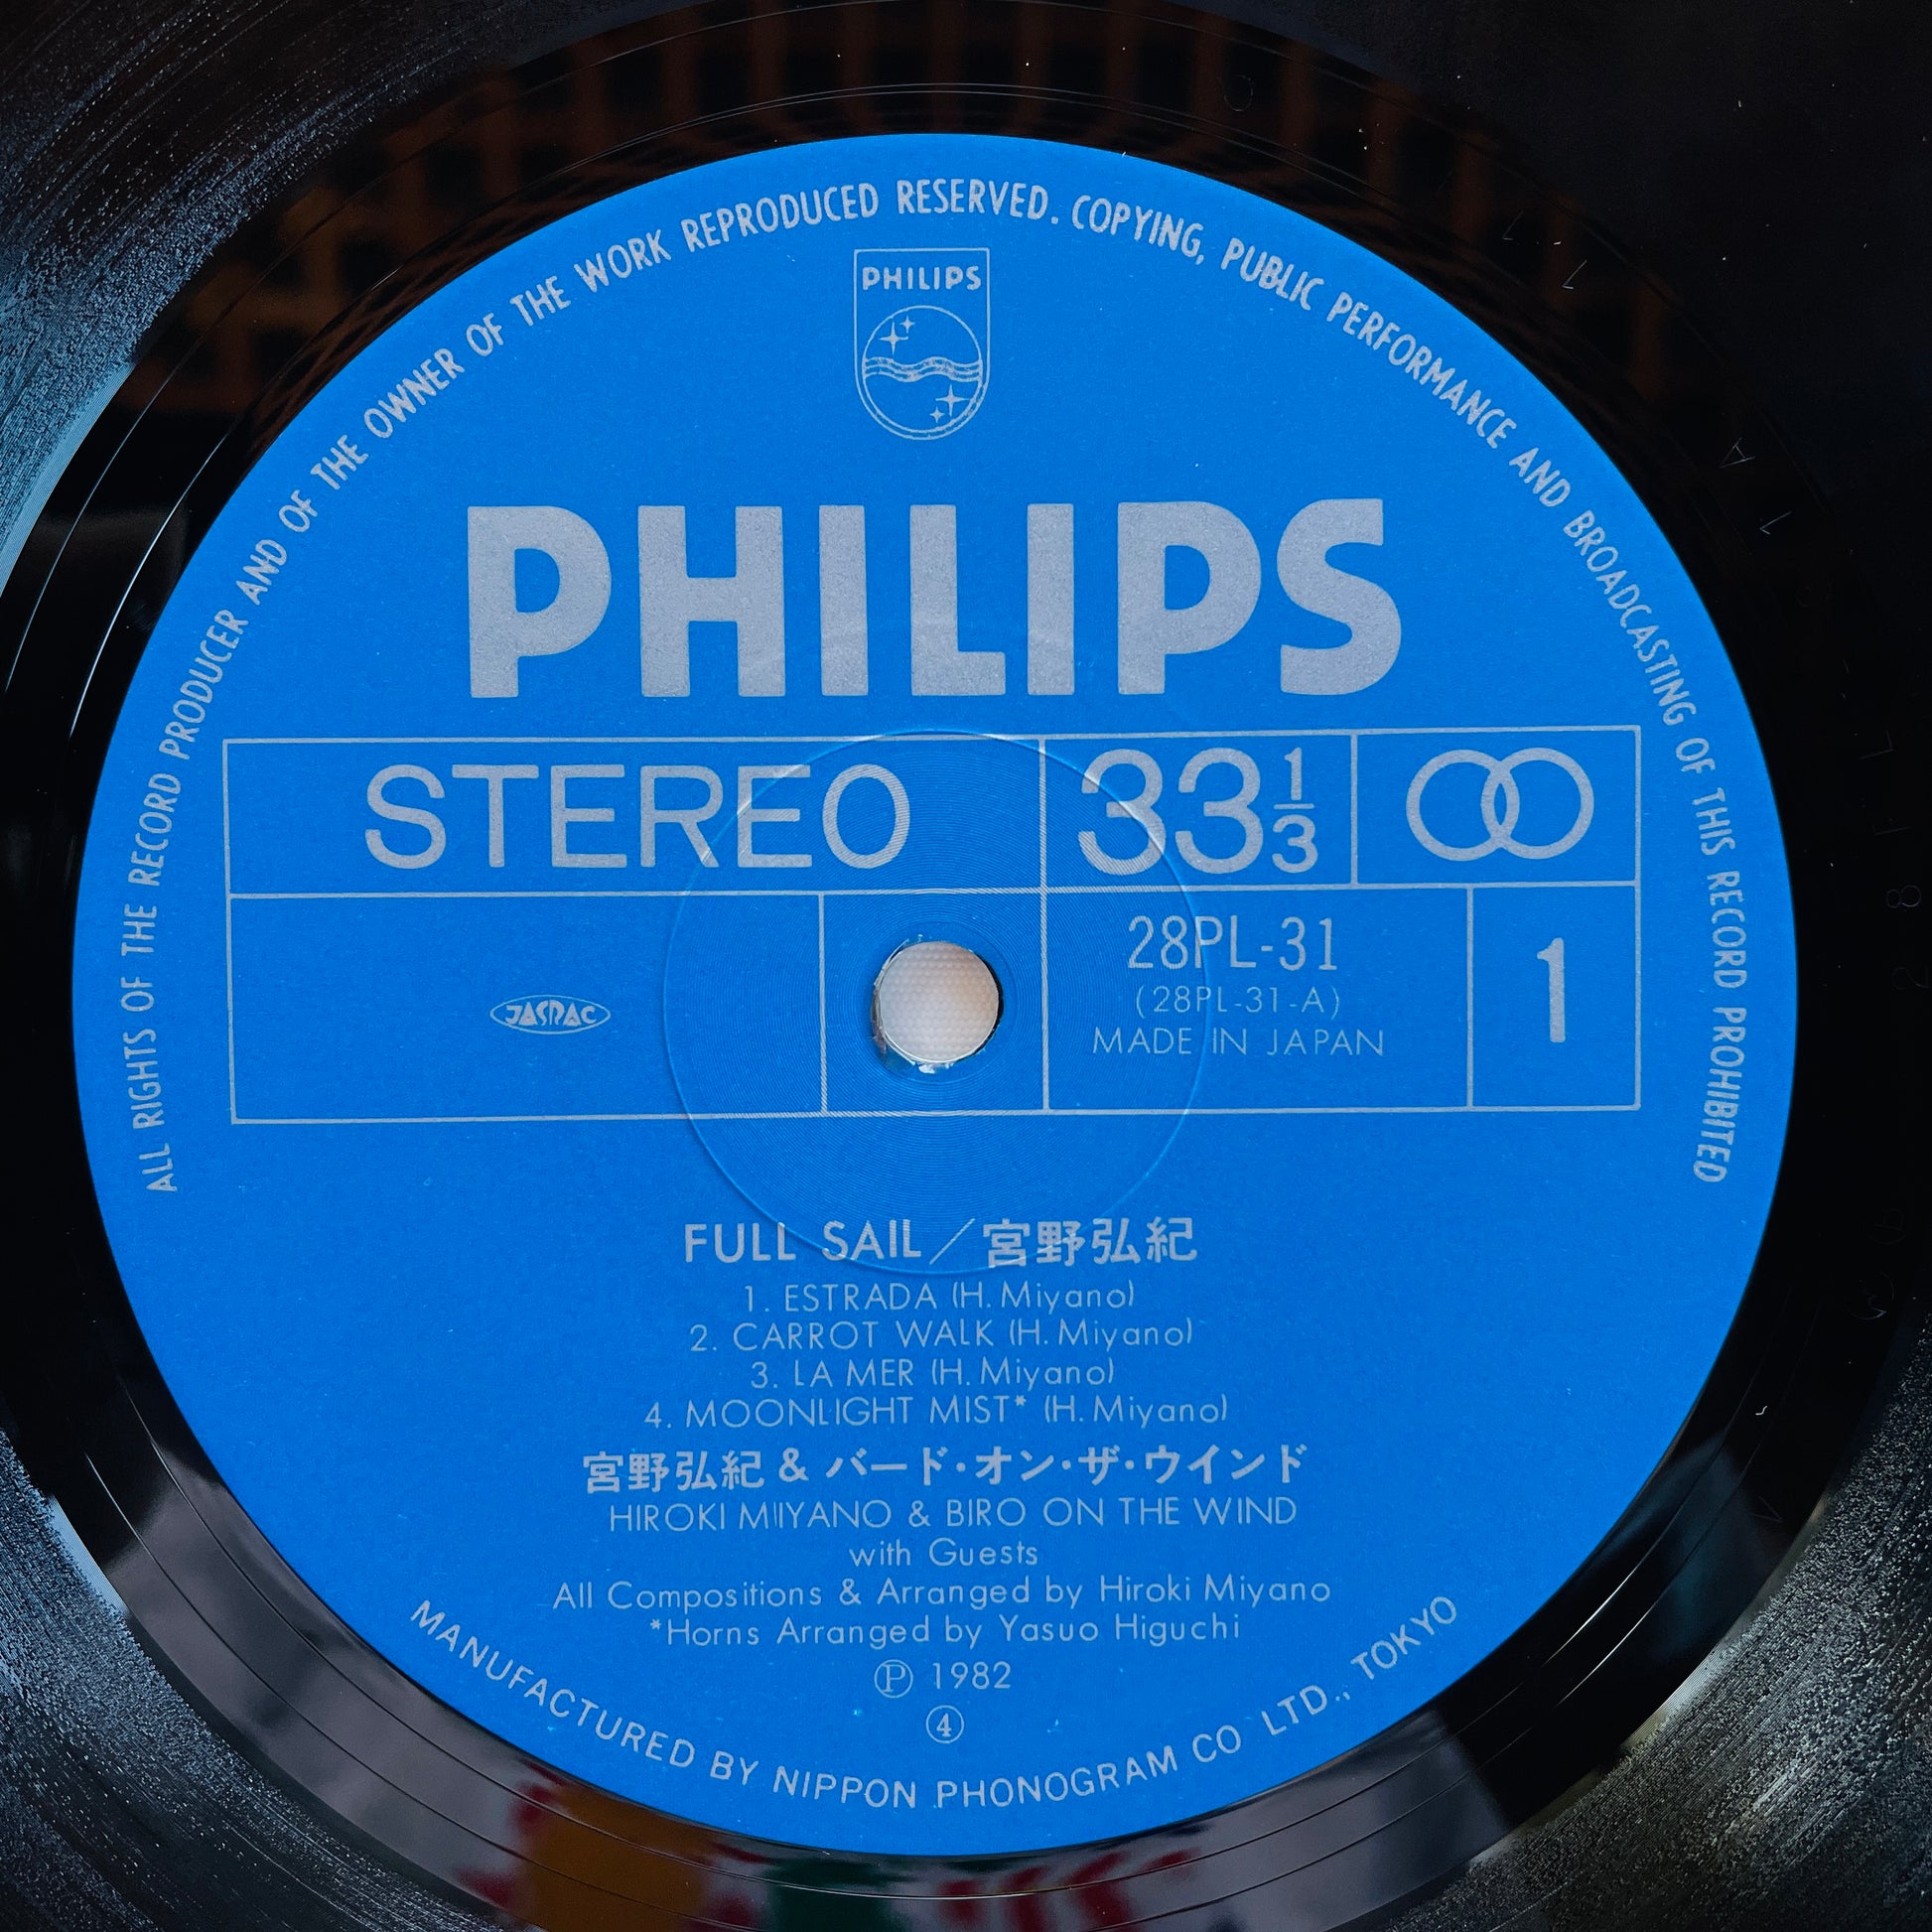 ALL RIGHTS OF THE RECORD PRODUCER AND OF THE OWNER OF THE WORK REPRODUCED RESERVED. COPYING, PUBLIC PERFORMANCE AND BROADCASTING OF THIS RECORD PROHIBITED
PHILIPS
PHILIPS
STEREO
33 1/3
JASRAC
28PL-31
(28PL-31-A)
MADE IN JAPAN
1
FULL SAIL／宮野弘紀
1. ESTRADA (H. Miyano)
2. CARROT WALK (H. Miyano)
3. LA MER (H. Miyano)
4. MOONLIGHT MIST* (H. Miyano)
宮野弘紀 & バード・オン・ザ・ウインド
HIROKI MIIYANO & BIRO ON THE WIND
with Guests
All Compositions & Arranged by Hiroki Miyano
*Horns Arranged by Yasuo Higuchi
Ⓟ 1982
④
MANUFACTURED BY NIPPON PHONOGRAM CO LTD., TOKYO